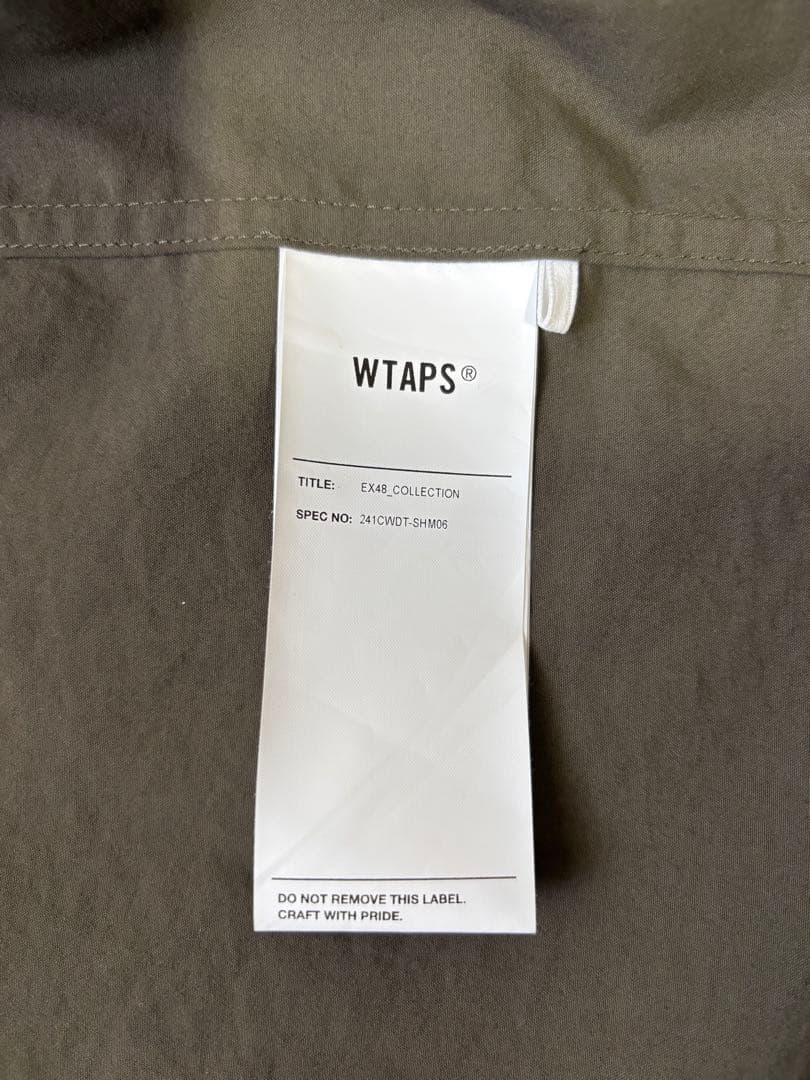 WTAPS®
TITLE: EX48_COLLECTION
SPEC NO: 241CWDT-SHM06
DO NOT REMOVE THIS LABEL.
CRAFT WITH PRIDE.